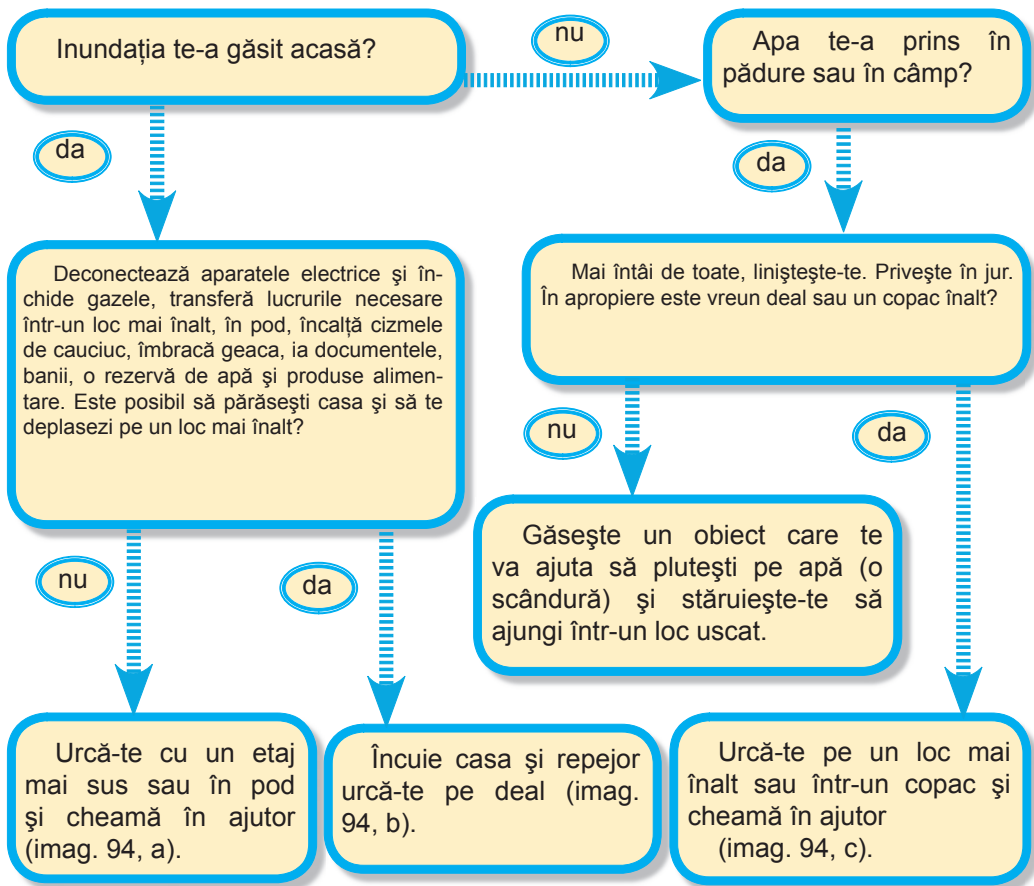 Inundaţia te-a găsit acasă?
nu
Apa te-a prins în
pădure sau în câmp?
da
da
Deconectează aparatele electrice şi în-
chide gazele, transferă lucrurile necesare
într-un loc mai înalt, în pod, încalţă cizmele
de cauciuc, îmbracă geaca, ia documentele,
banii, o rezervă de apă şi produse alimen-
tare. Este posibil să părăseşti casa şi să te
deplasezi pe un loc mai înalt?
Mai întâi de toate, linişteşte-te. Priveşte în jur.
În apropiere este vreun deal sau un copac înalt?
nu
da
Găseşte un obiect care te
va ajuta să pluteşti pe apă (o
scândură) şi stăruieşte-te să
ajungi într-un loc uscat.
nu
da
Urcă-te cu un etaj
mai sus sau în pod
şi cheamă în ajutor
(imag. 94, a).
Încuie casa şi repejor
urcă-te pe deal (imag.
94, b).
Urcă-te pe un loc mai
înalt sau într-un copac şi
cheamă în ajutor
(imag. 94, c).